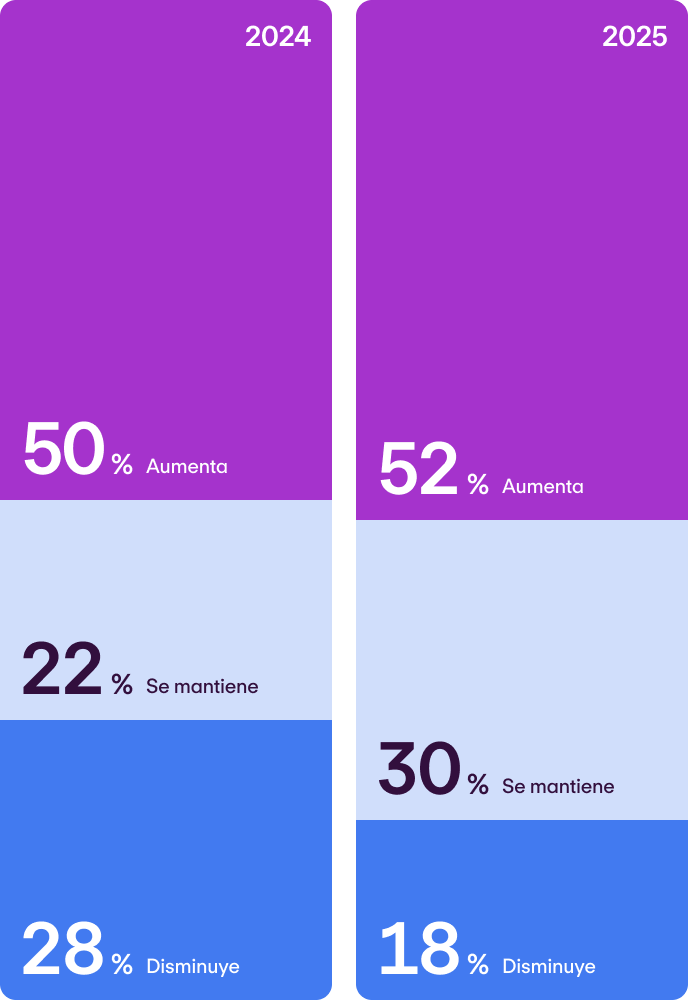 2024
50 % Aumenta
22 % Se mantiene
28 % Disminuye
2025
52 % Aumenta
30 % Se mantiene
18 % Disminuye